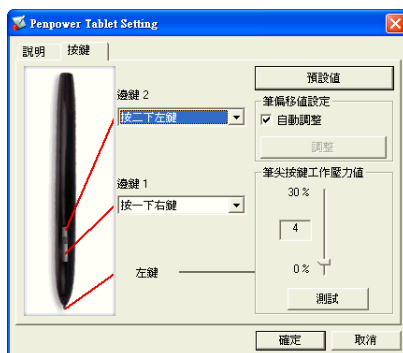 Penpower Tablet Setting
説明
按鍵
邊鍵 2
按二下左鍵
邊鍵 1
按一下右鍵
左鍵
預設值
筆偏移值設定
自動調整
調整
筆尖按鍵工作壓力值
30 %
4
0 %
測試
確定
取消